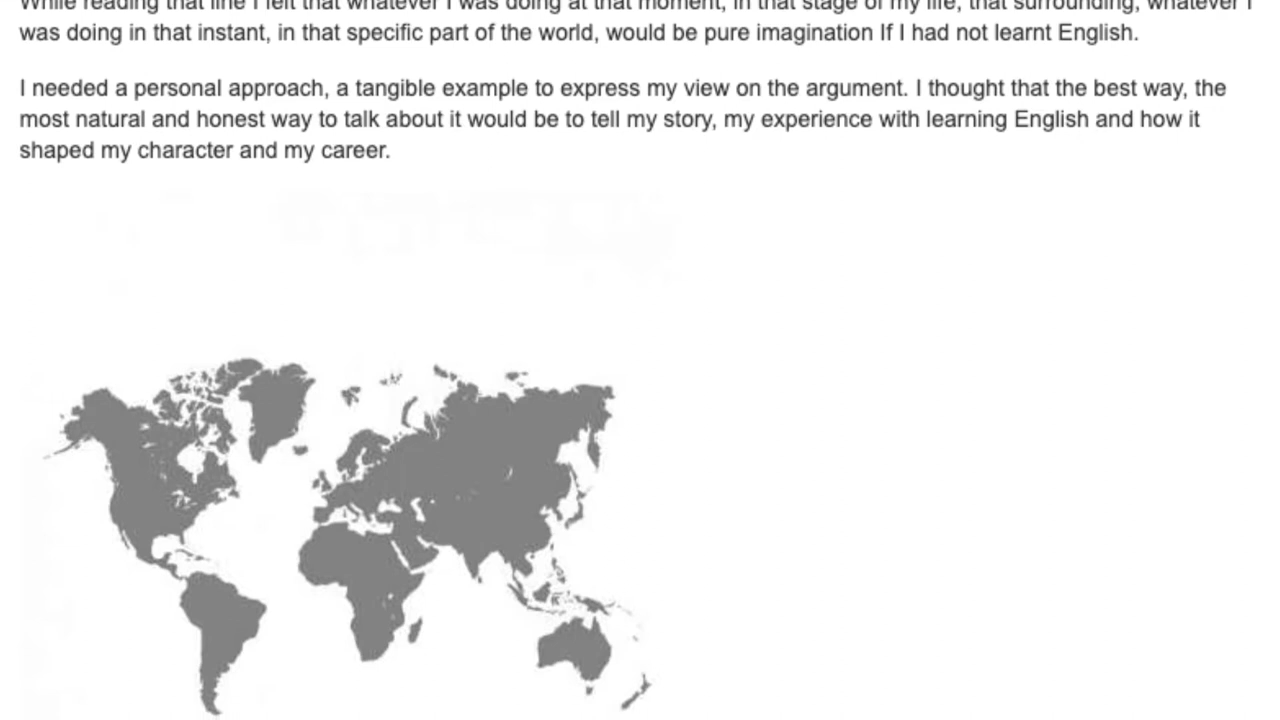 While reading that line I felt that whatever I was doing at that moment, in that stage of my life, that surrounding, whatever I
was doing in that instant, in that specific part of the world, would be pure imagination If I had not learnt English.
I needed a personal approach, a tangible example to express my view on the argument. I thought that the best way, the
most natural and honest way to talk about it would be to tell my story, my experience with learning English and how it
shaped my character and my career.